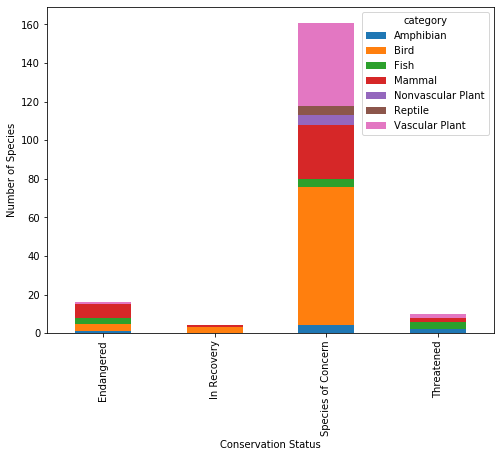 160
140
120
100
80
60
40
20
0
Number of Species
category
Amphibian
Bird
Fish
Mammal
Nonvascular Plant
Reptile
Vascular Plant
Endangered
In Recovery
Species of Concern
Threatened
Conservation Status